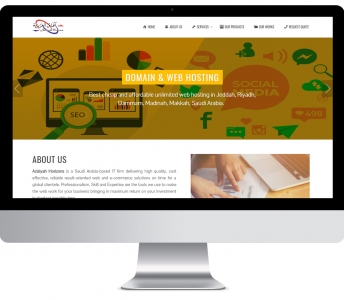 HOME
ABOUT US
SERVICES
OUR PRODUCTS
OUR WORKS
REQUEST QUOTE
DOMAIN & WEB HOSTING
Best cheap and affordable unlimited web hosting in Jeddah, Riyadh,
Dammam, Madinah, Makkah, Saudi Arabia.
SEO
SOCIAL
MEDIA
400
ABOUT US
Arabiyah Horizons is a Saudi Arabia-based IT firm delivering high quality, cost
effective, reliable result-oriented web and e-commerce solutions on time for a
global clientele. Professionalism, Skill and Expertise are the tools we use to make
the web work for your business bringing in maximum return on your investment